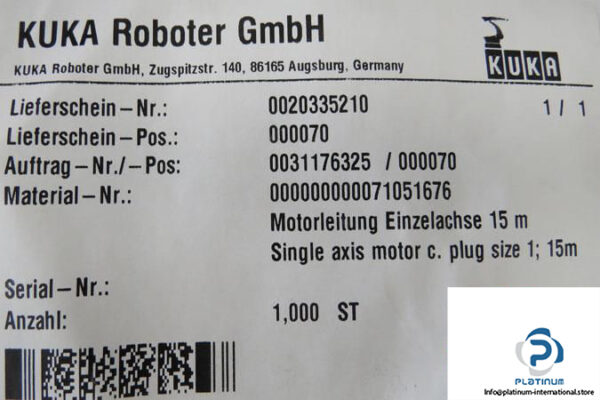 KUKA Roboter GmbH
KUKA Roboter GmbH, Zugspitzstr. 140, 86165 Augsburg, Germany
KUKA
Lieferschein-Nr.: 0020335210 1 / 1
Lieferschein-Pos.: 000070
Auftrag-Nr./-Pos: 0031176325 / 000070
Material-Nr.: 000000000071051676
Motorleitung Einzelachse 15 m
Single axis motor c. plug size 1; 15m
Serial-Nr.:
Anzahl: 1,000 ST
PLATINUM
Info@platinum-international.store